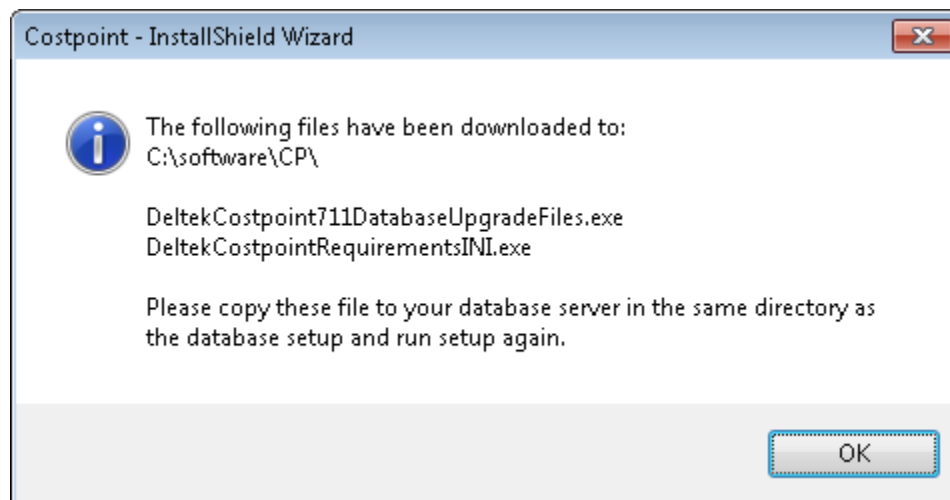 Costpoint - InstallShield Wizard
The following files have been downloaded to:
C:\software\CP\
DeltekCostpoint711DatabaseUpgradeFiles.exe
DeltekCostpointRequirementsINI.exe
Please copy these file to your database server in the same directory as
the database setup and run setup again.
OK